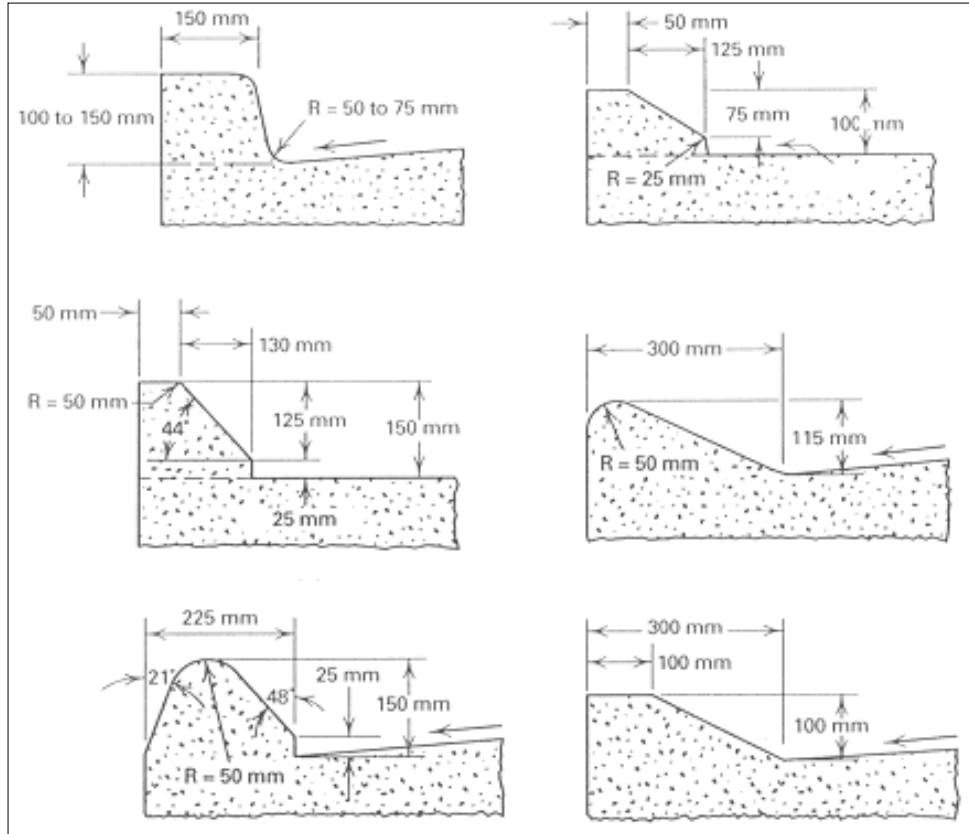 150 mm
100 to 150 mm
R = 50 to 75 mm
50 mm
125 mm
75 mm
R = 25 mm
50 mm
130 mm
R = 50 mm
44°
125 mm
150 mm
25 mm
300 mm
115 mm
R = 50 mm
225 mm
21°
48°
25 mm
150 mm
R = 50 mm
300 mm
100 mm
100 mm